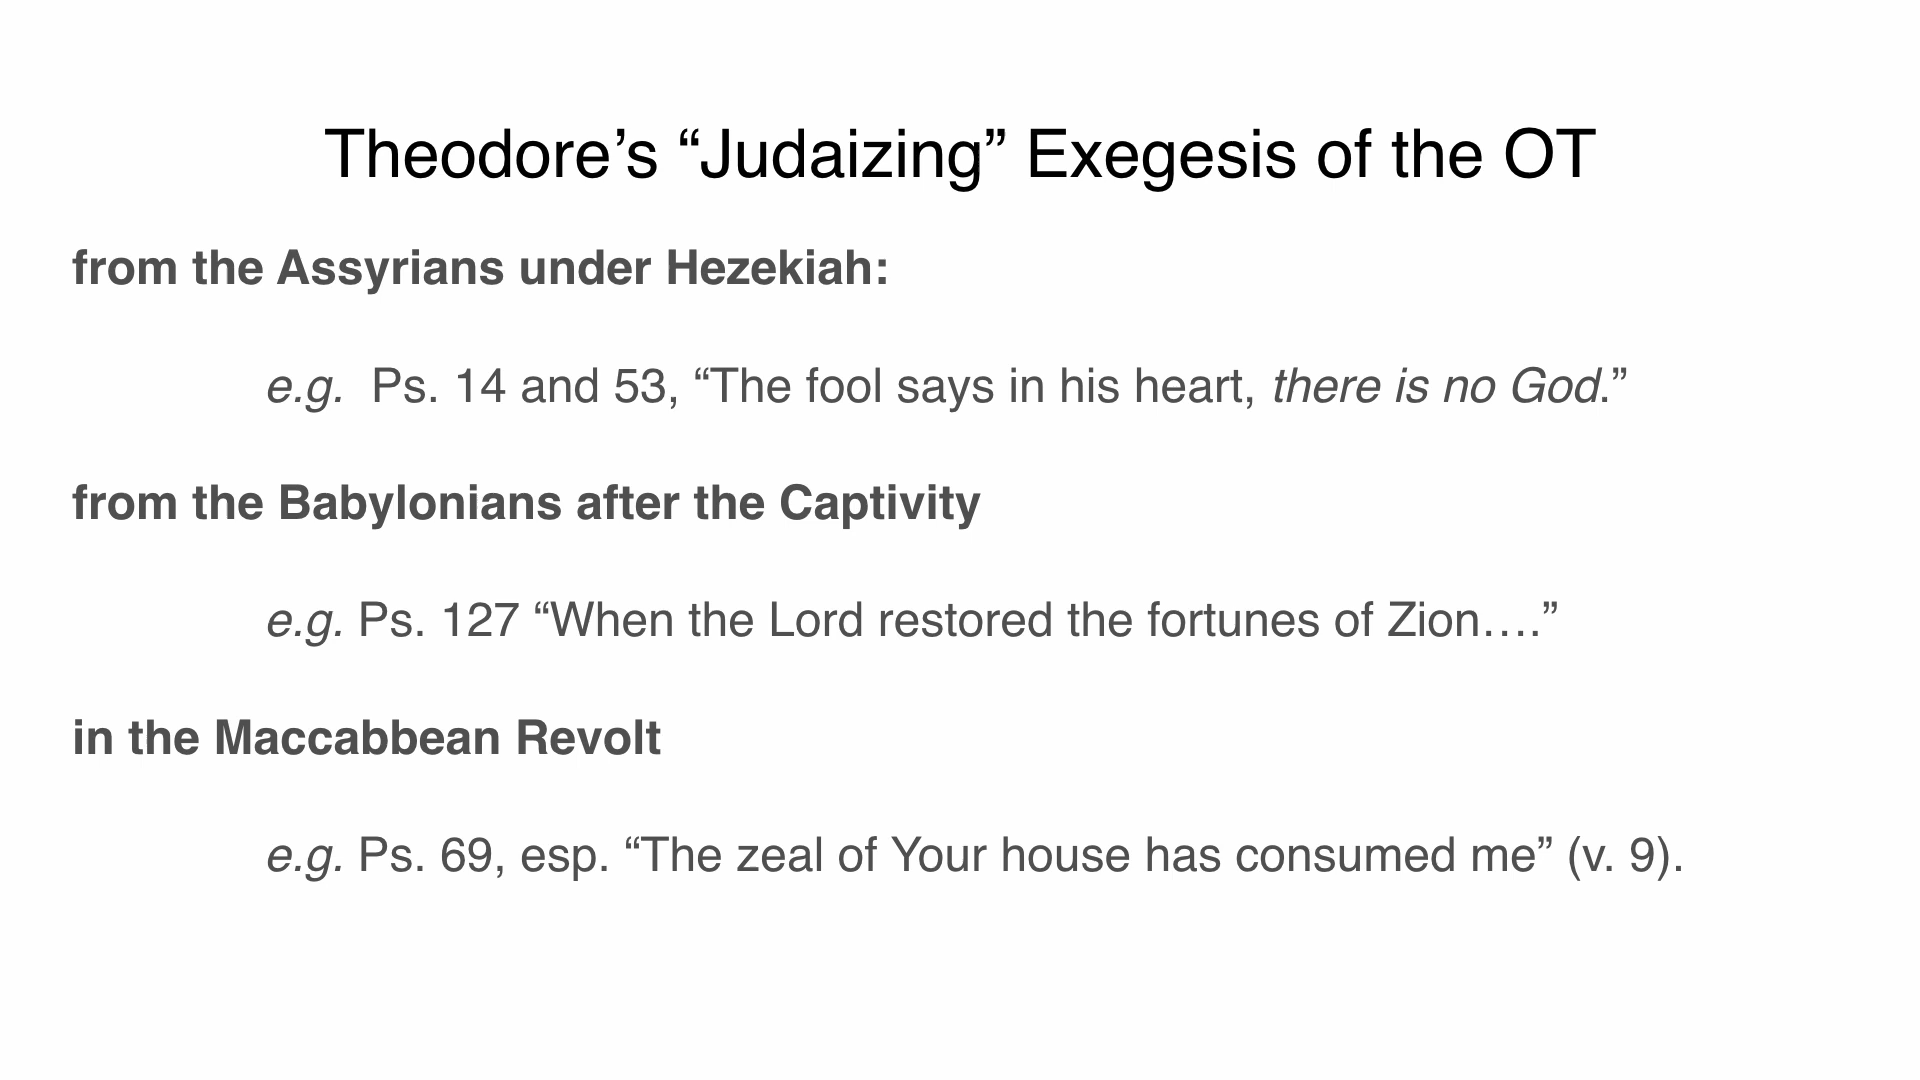 Theodore’s “Judaizing” Exegesis of the OT
from the Assyrians under Hezekiah:
e.g. Ps. 14 and 53, “The fool says in his heart, there is no God.”
from the Babylonians after the Captivity
e.g. Ps. 127 “When the Lord restored the fortunes of Zion….”
in the Maccabbean Revolt
e.g. Ps. 69, esp. “The zeal of Your house has consumed me” (v. 9).